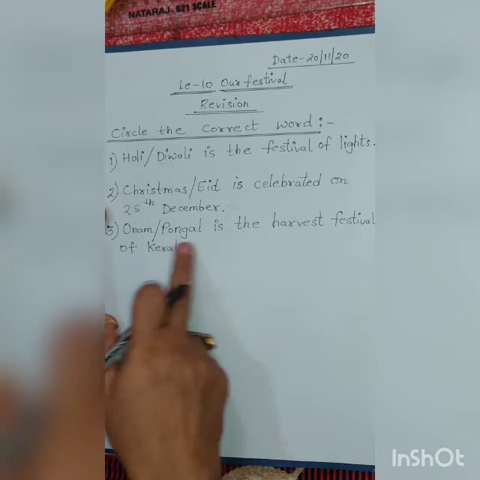 NATARAJ-621 SCALE
Date-20/11/20
Le-10 Our festival
Revision
Circle the correct word:-
1) Holi/Diwali is the festival of lights.
2) Christmas/Eid is celebrated on
25th December.
3) Onam/Pongal is the harvest festival
of
InShOt